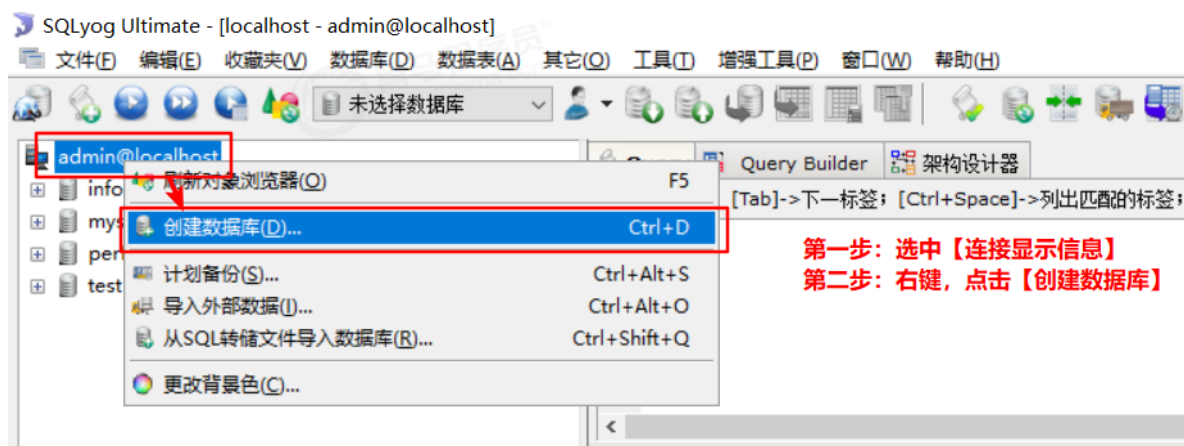 SQLyog Ultimate - [localhost - admin@localhost]
文件(F) 编辑(E) 收藏夹(V) 数据库(D) 数据表(A) 其它(O) 工具(T) 增强工具(P) 窗口(W) 帮助(H)
未选择数据库
admin@localhost
Query Builder 架构设计器
info
刷新对象浏览器(O) F5
[Tab]->下一标签; [Ctrl+Space]->列出匹配的标签;
mys
创建数据库(D)... Ctrl+D
per
第一步：选中【连接显示信息】
计划备份(S)... Ctrl+Alt+S
第二步：右键，点击【创建数据库】
test
导入外部数据(I)... Ctrl+Alt+O
从SQL转储文件导入数据库(R)... Ctrl+Shift+Q
更改背景色(C)...